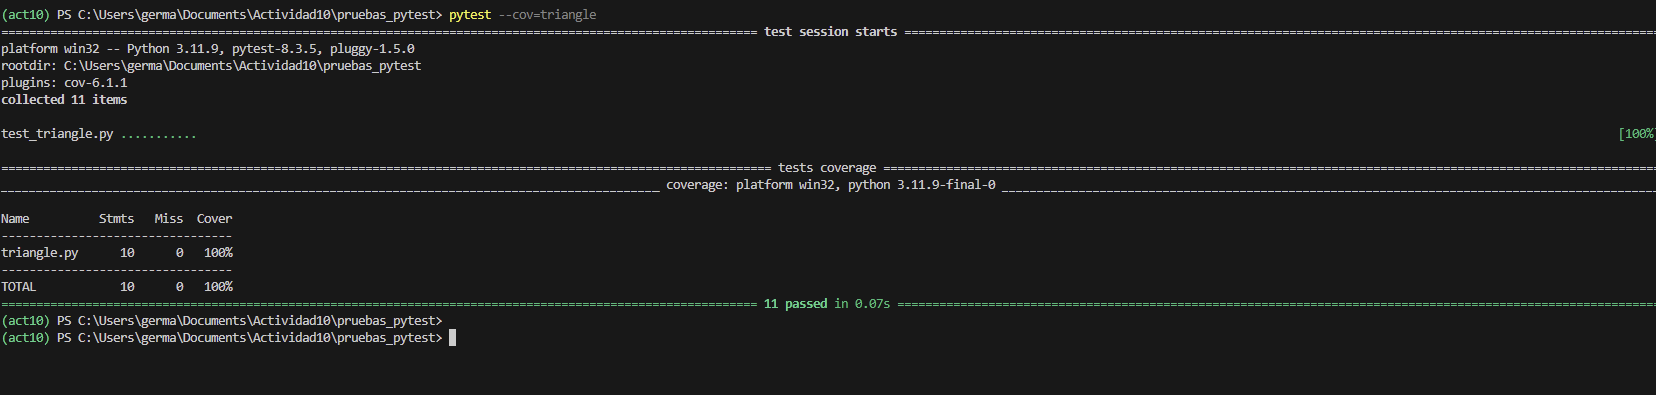 (act10) PS C:\Users\germa\Documents\Actividad10\pruebas_pytest> pytest --cov=triangle
============================= test session starts =============================
platform win32 -- Python 3.11.9, pytest-8.3.5, pluggy-1.5.0
rootdir: C:\Users\germa\Documents\Actividad10\pruebas_pytest
plugins: cov-6.1.1
collected 11 items
test_triangle.py ........... [100%]
============================= tests coverage =============================
_____________________________ coverage: platform win32, python 3.11.9-final-0 _____________________________
Name Stmts Miss Cover
---------------------------------
triangle.py 10 0 100%
---------------------------------
TOTAL 10 0 100%
============================= 11 passed in 0.07s =============================
(act10) PS C:\Users\germa\Documents\Actividad10\pruebas_pytest>
(act10) PS C:\Users\germa\Documents\Actividad10\pruebas_pytest>